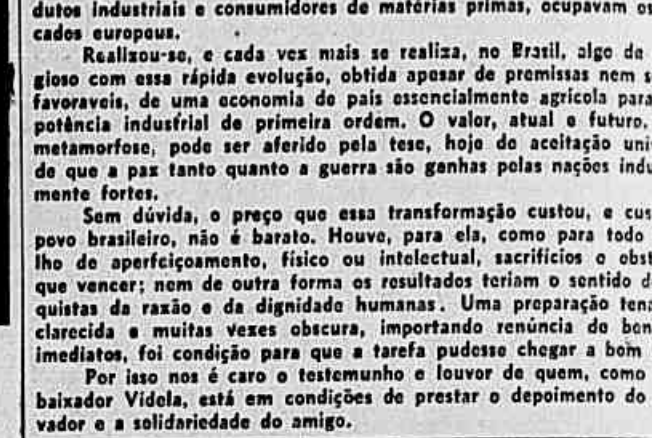 dutos industriais e consumidores de matérias primas, ocupavam os
cados europeus.
Realizou-se, e cada vez mais se realiza, no Brasil, algo de
gioso com essa rápida evolução, obtida apesar de premissas nem s
favoraveis, de uma economia de pais essencialmente agricola para
potência industrial de primeira ordem. O valor, atual e futuro,
metamorfose, pode ser aferido pela tese, hoje de aceitação uni
de que a paz tanto quanto a guerra são ganhas pelas nações indu
mente fortes.
Sem dúvida, o preço que essa transformação custou, e cus
povo brasileiro, não é barato. Houve, para ela, como para todo
lho de aperfeiçoamento, físico ou intelectual, sacrifícios e obst
que vencer; nem de outra forma os resultados teriam o sentido d
quistas da razão e da dignidade humanas. Uma preparação tena
clarecida e muitas vezes obscura, importando renúncia de ben
imediatos, foi condição para que a tarefa pudesse chegar a bom
Por isso nos é caro o testemunho e louvor de quem, como
baixador Videla, está em condições de prestar o depoimento do
vador e a solidariedade do amigo.